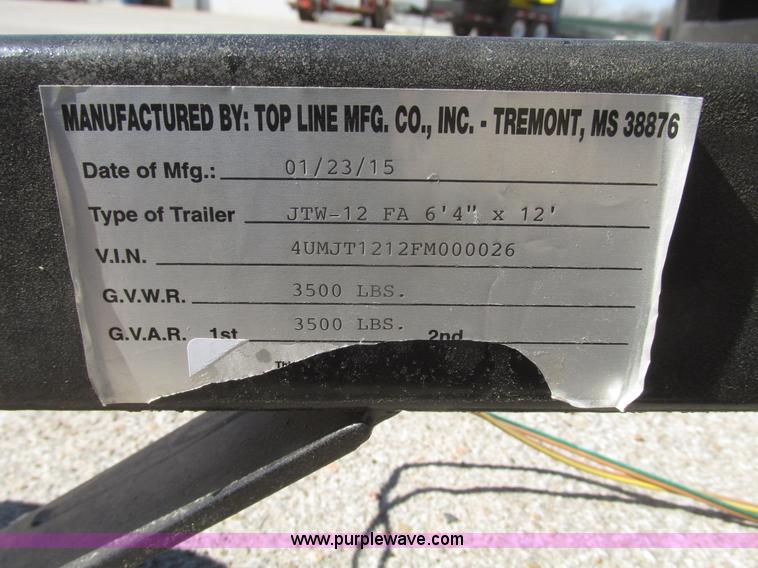 MANUFACTURED BY: TOP LINE MFG. CO., INC. - TREMONT, MS 38876
Date of Mfg.: 01/23/15
Type of Trailer JTW-12 FA 6'4" x 12'
V.I.N. 4UMJT1212FM000026
G.V.W.R. 3500 LBS.
G.V.A.R. 1st 3500 LBS. 2nd
www.purplewave.com